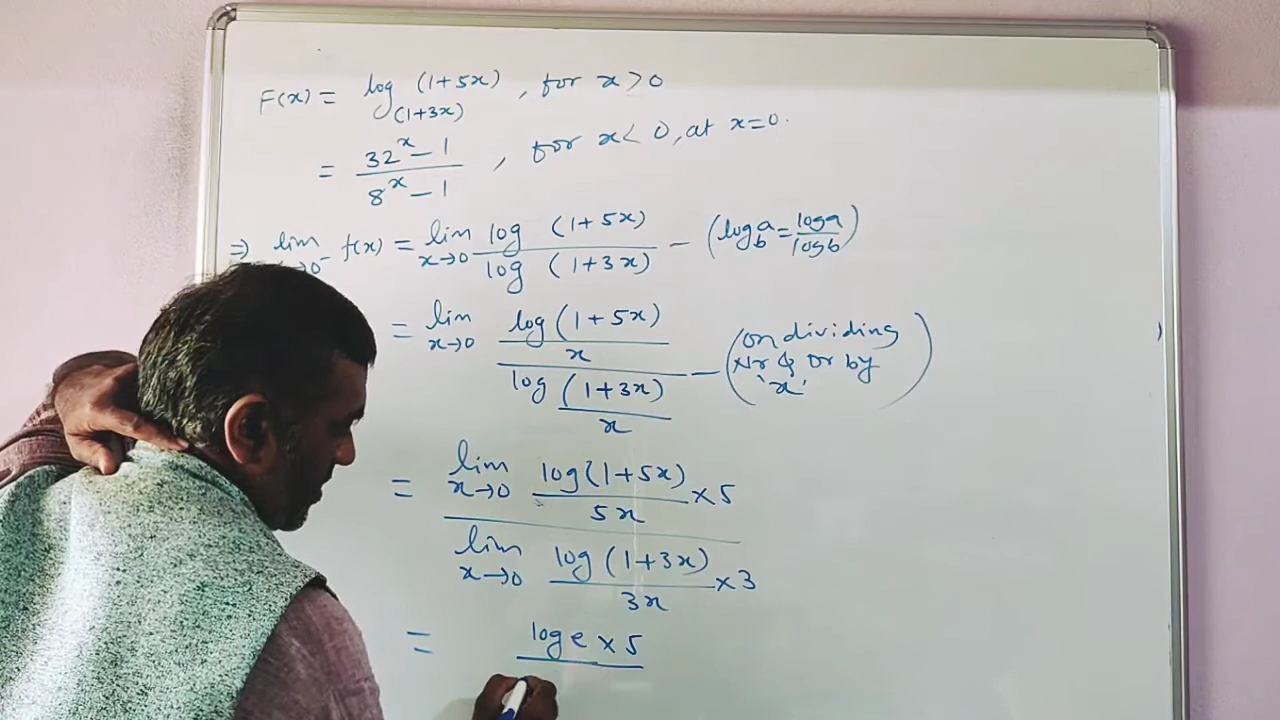 F(x) = log (1+5x) , for x > 0
(1+3x)
= 32^x - 1 / 8^x - 1 , for x < 0, at x=0.
⇒ lim x→0⁻ f(x) = lim x→0 log (1+5x) / log (1+3x) - (log_b a = log a / log b)
= lim x→0 log(1+5x) / x
/ log (1+3x) / x - (on dividing
Nr & Dr by
'x')
= lim x→0 log(1+5x) / 5x × 5
/ lim x→0 log (1+3x) / 3x × 3
= log e × 5